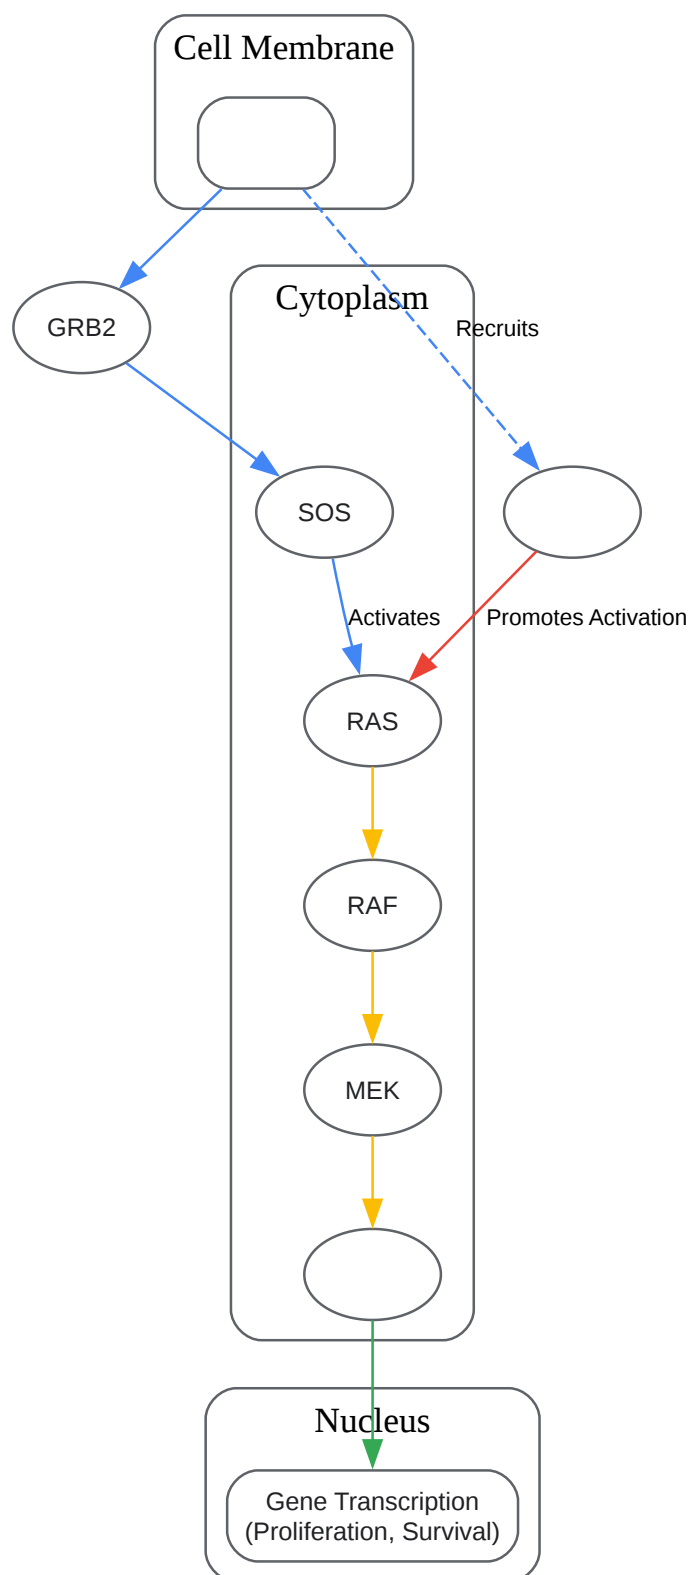 Cell Membrane
GRB2
Cytoplasm
Recruits
SOS
Activates
Promotes Activation
RAS
RAF
MEK
Nucleus
Gene Transcription
(Proliferation, Survival)